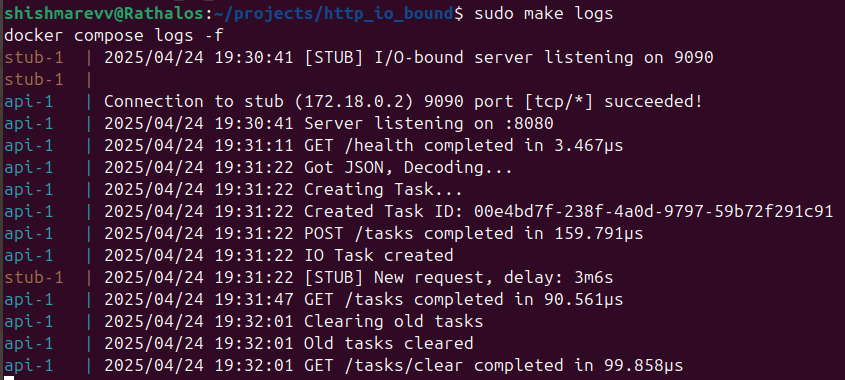 shishmarevv@Rathalos:~/projects/http_io_bound$ sudo make logs
docker compose logs -f
stub-1  | 2025/04/24 19:30:41 [STUB] I/O-bound server listening on 9090
stub-1  |
api-1   | Connection to stub (172.18.0.2) 9090 port [tcp/*] succeeded!
api-1   | 2025/04/24 19:30:41 Server listening on :8080
api-1   | 2025/04/24 19:31:11 GET /health completed in 3.467µs
api-1   | 2025/04/24 19:31:22 Got JSON, Decoding...
api-1   | 2025/04/24 19:31:22 Creating Task...
api-1   | 2025/04/24 19:31:22 Created Task ID: 00e4bd7f-238f-4a0d-9797-59b72f291c91
api-1   | 2025/04/24 19:31:22 POST /tasks completed in 159.791µs
api-1   | 2025/04/24 19:31:22 IO Task created
stub-1  | 2025/04/24 19:31:22 [STUB] New request, delay: 3m6s
api-1   | 2025/04/24 19:31:47 GET /tasks completed in 90.561µs
api-1   | 2025/04/24 19:32:01 Clearing old tasks
api-1   | 2025/04/24 19:32:01 Old tasks cleared
api-1   | 2025/04/24 19:32:01 GET /tasks/clear completed in 99.858µs